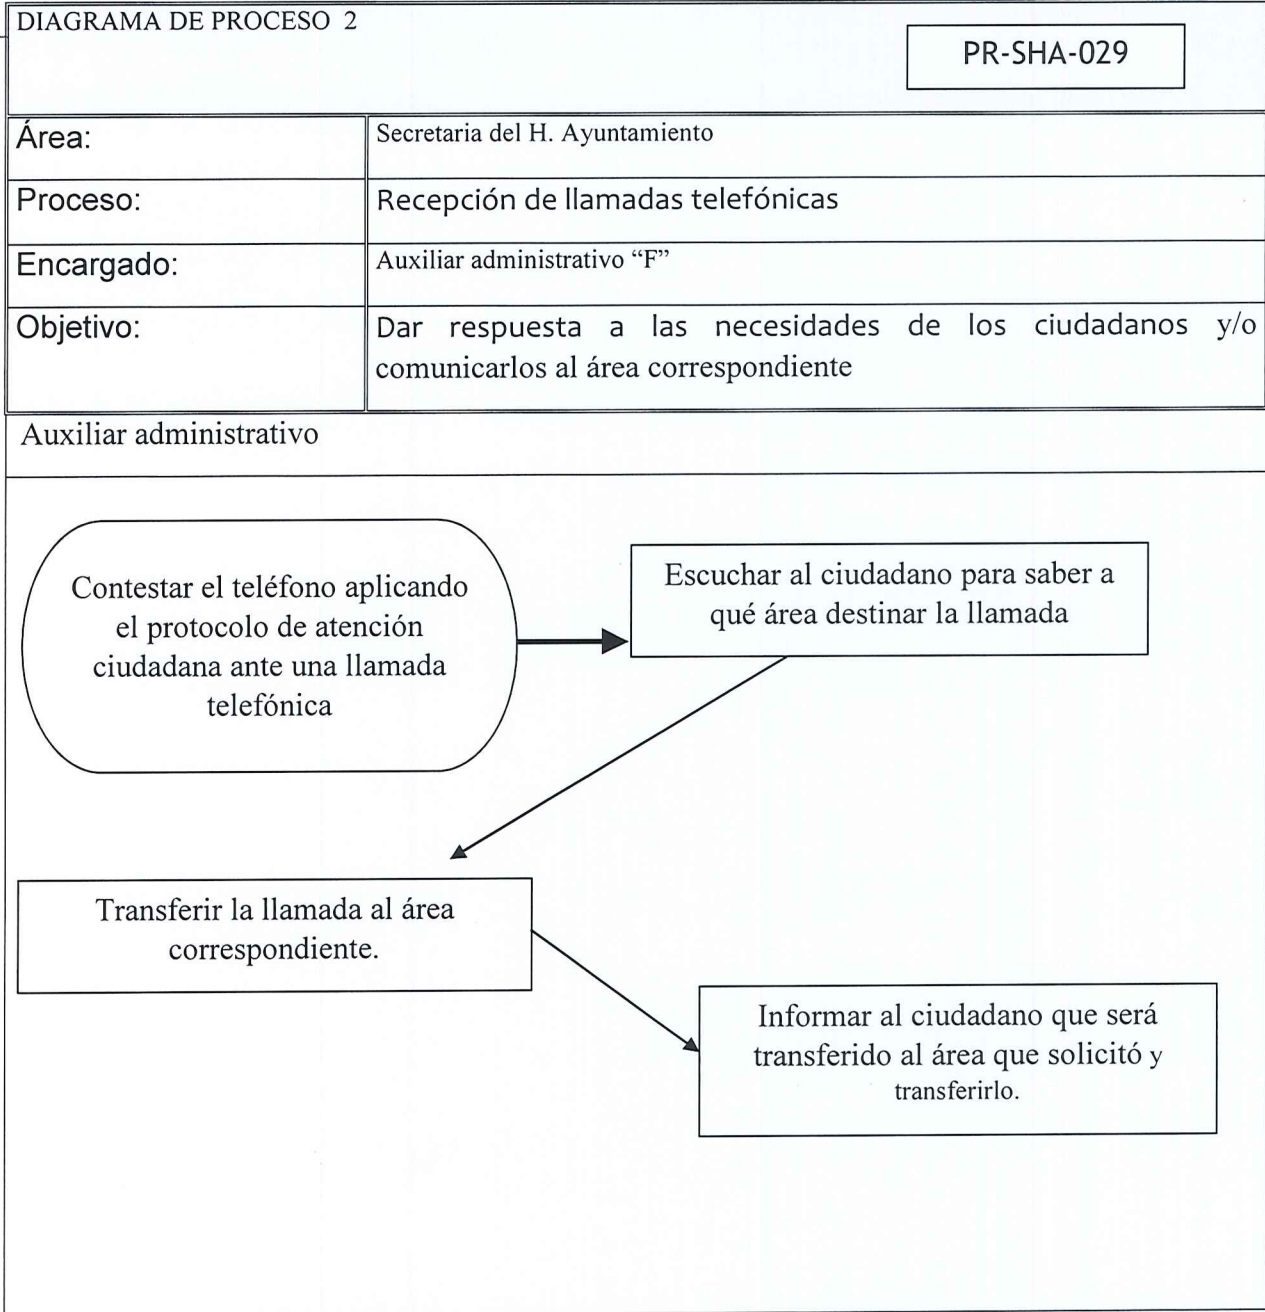 DIAGRAMA DE PROCESO 2
PR-SHA-029
Área:
Secretaria del H. Ayuntamiento
Proceso:
Recepción de llamadas telefónicas
Encargado:
Auxiliar administrativo “F”
Objetivo:
Dar respuesta a las necesidades de los ciudadanos y/o
comunicarlos al área correspondiente
Auxiliar administrativo
Contestar el teléfono aplicando
el protocolo de atención
ciudadana ante una llamada
telefónica
Escuchar al ciudadano para saber a
qué área destinar la llamada
Transferir la llamada al área
correspondiente.
Informar al ciudadano que será
transferido al área que solicitó y
transferirlo.